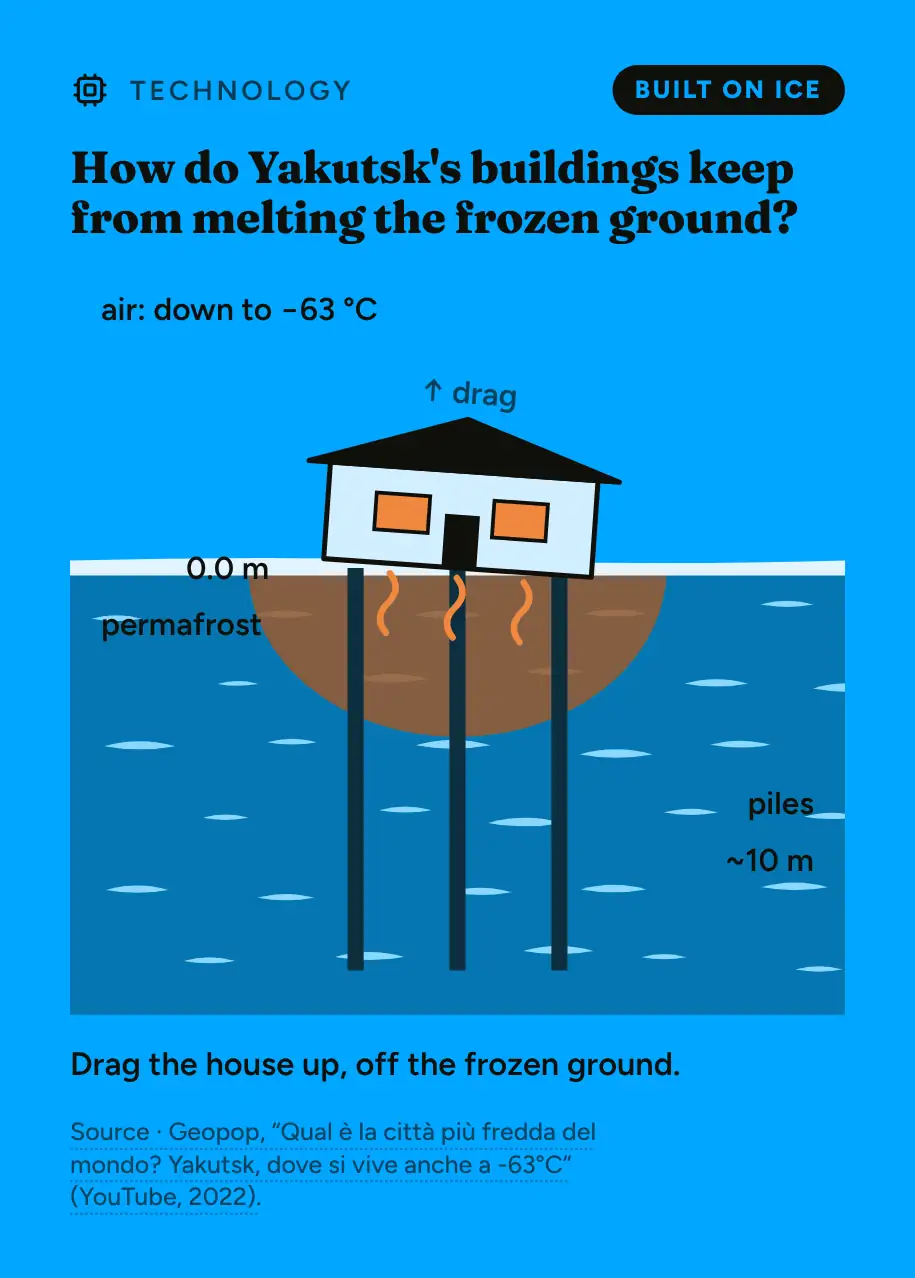 TECHNOLOGY
BUILT ON ICE
How do Yakutsk's buildings keep
from melting the frozen ground?
air: down to −63 °C
↑ drag
0.0 m
permafrost
piles
~10 m
Drag the house up, off the frozen ground.
Source · Geopop, “Qual è la città più fredda del
mondo? Yakutsk, dove si vive anche a -63°C”
(YouTube, 2022).